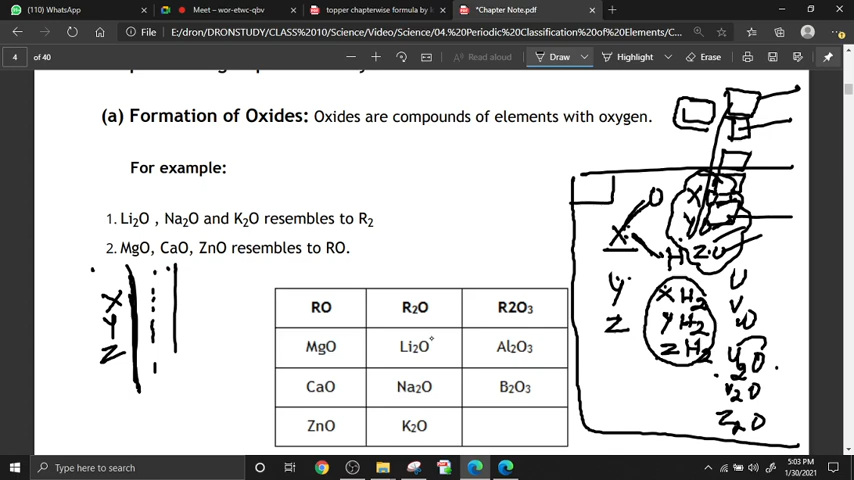 (110) WhatsApp
Meet – wor-etwc-qbv
topper chapterwise formula by k
*Chapter Note.pdf
File
E:/dron/DRONSTUDY/CLASS%2010/Science/Video/Science/04.%20Periodic%20Classification%20of%20Elements/C...
4 of 40
Read aloud
Draw
Highlight
Erase
(a) Formation of Oxides: Oxides are compounds of elements with oxygen.
For example:
1. Li2O , Na2O and K2O resembles to R2
2. MgO, CaO, ZnO resembles to RO.
RO R2O R2O3
MgO Li2O Al2O3
CaO Na2O B2O3
ZnO K2O
X
Y
Z
X
Y
Z O
O
X
H
Y
Z
XH2
YH2
ZH2
U
V
V2O
Z2O
Type here to search
5:03 PM
1/30/2021